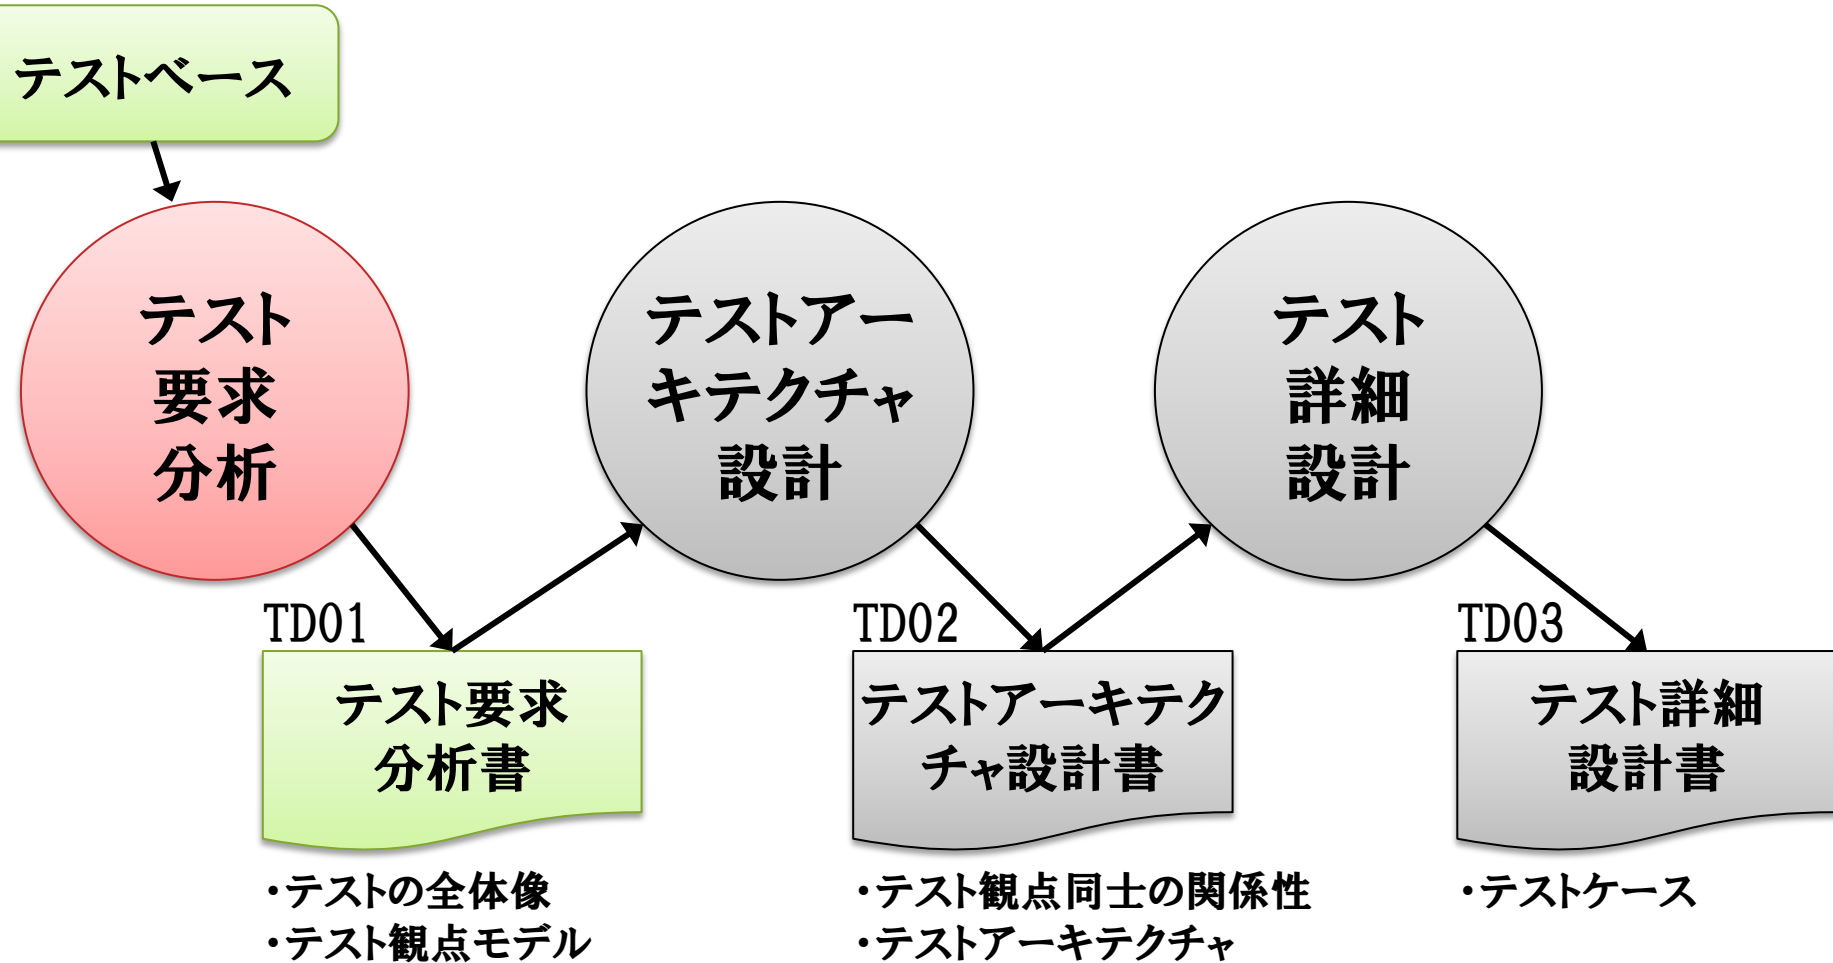 テストベース
テスト
要求
分析
テストアー
キテクチャ
設計
テスト
詳細
設計
TD01
テスト要求
分析書
・テストの全体像
・テスト観点モデル
TD02
テストアーキテク
チャ設計書
・テスト観点同士の関係性
・テストアーキテクチャ
TD03
テスト詳細
設計書
・テストケース